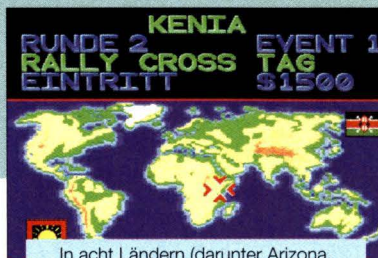 KENIA
RUNDE 2 EVENT 1
RALLY CROSS TAG
EINTRITT $1500
In acht Ländern (darunter Arizona